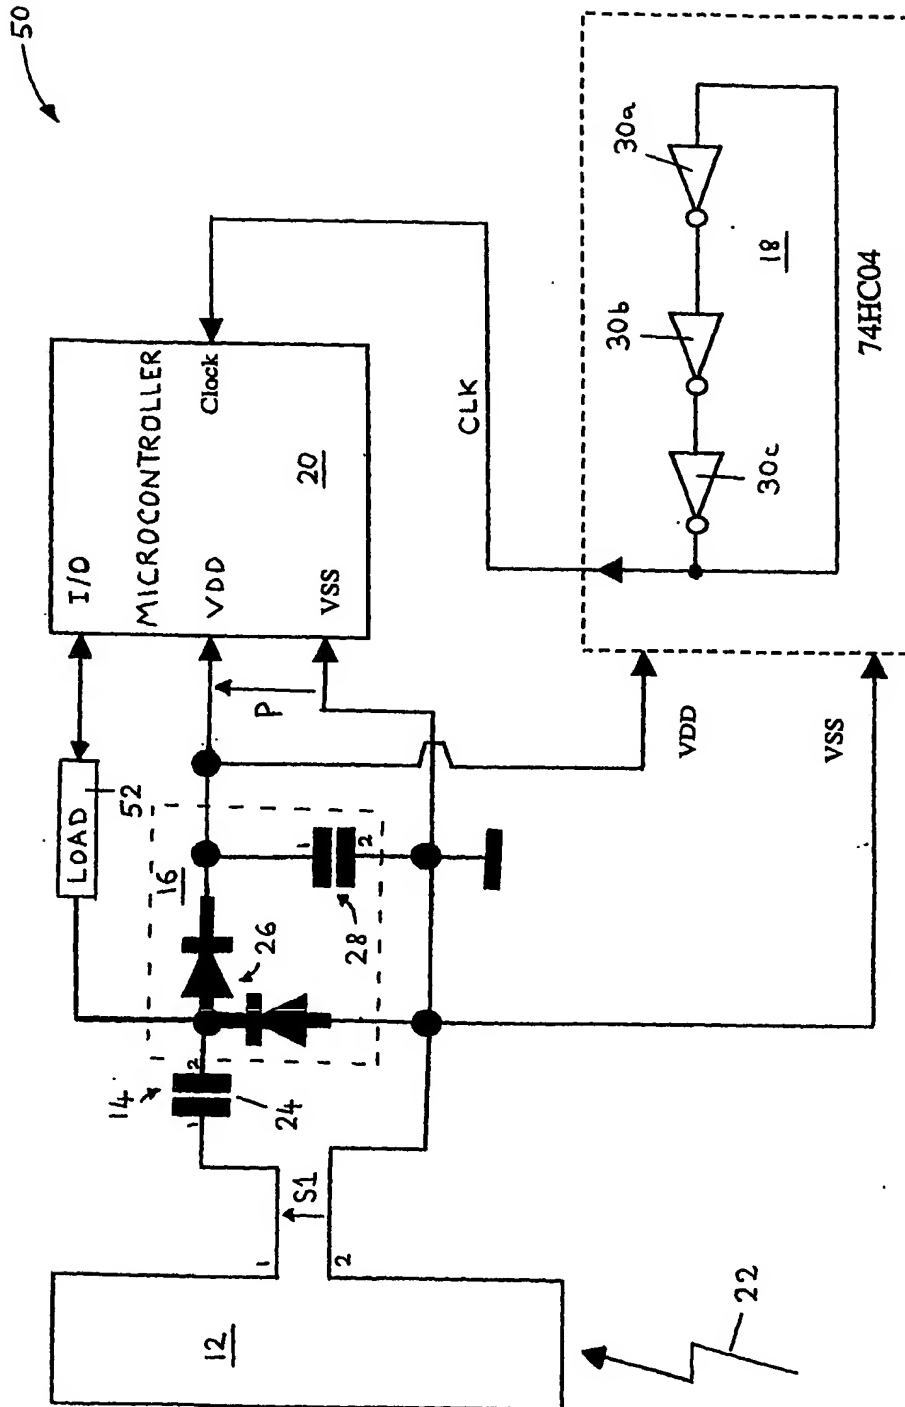 50
I/O
MICROCONTROLLER
VDD
VSS
Clock
20
P
LOAD
52
16
26
28
1
2
14
24
1
2
S1
1
2
12
22
CLK
VDD
VSS
30a
30b
30c
18
74HC04